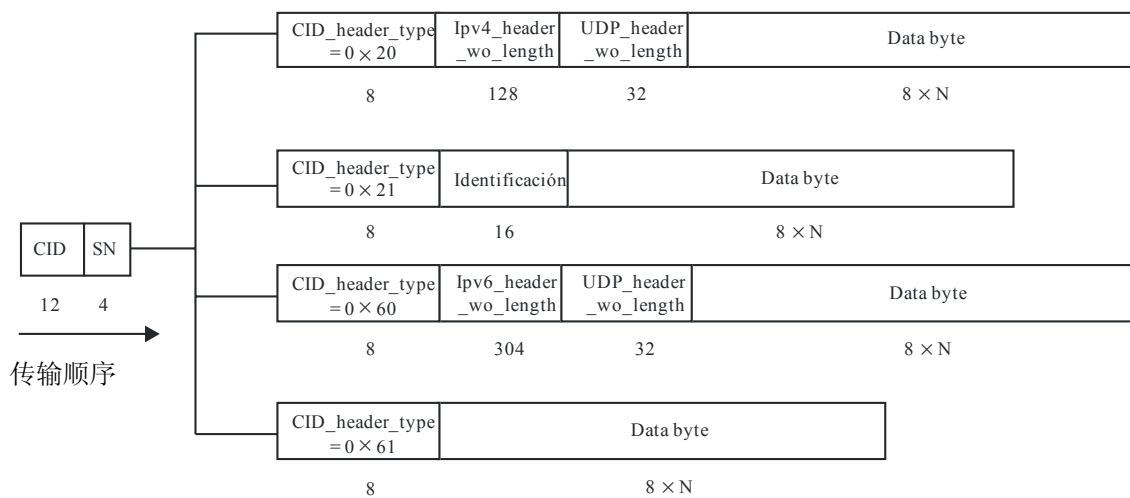 CID_header_type
=0×20
Ipv4_header
_wo_length
UDP_header
_wo_length
Data byte
8
128
32
8 × N
CID_header_type
=0×21
Identificación
Data byte
8
16
8 × N
CID
SN
12
4
传输顺序
CID_header_type
=0×60
Ipv6_header
_wo_length
UDP_header
_wo_length
Data byte
8
304
32
8 × N
CID_header_type
=0×61
Data byte
8
8 × N